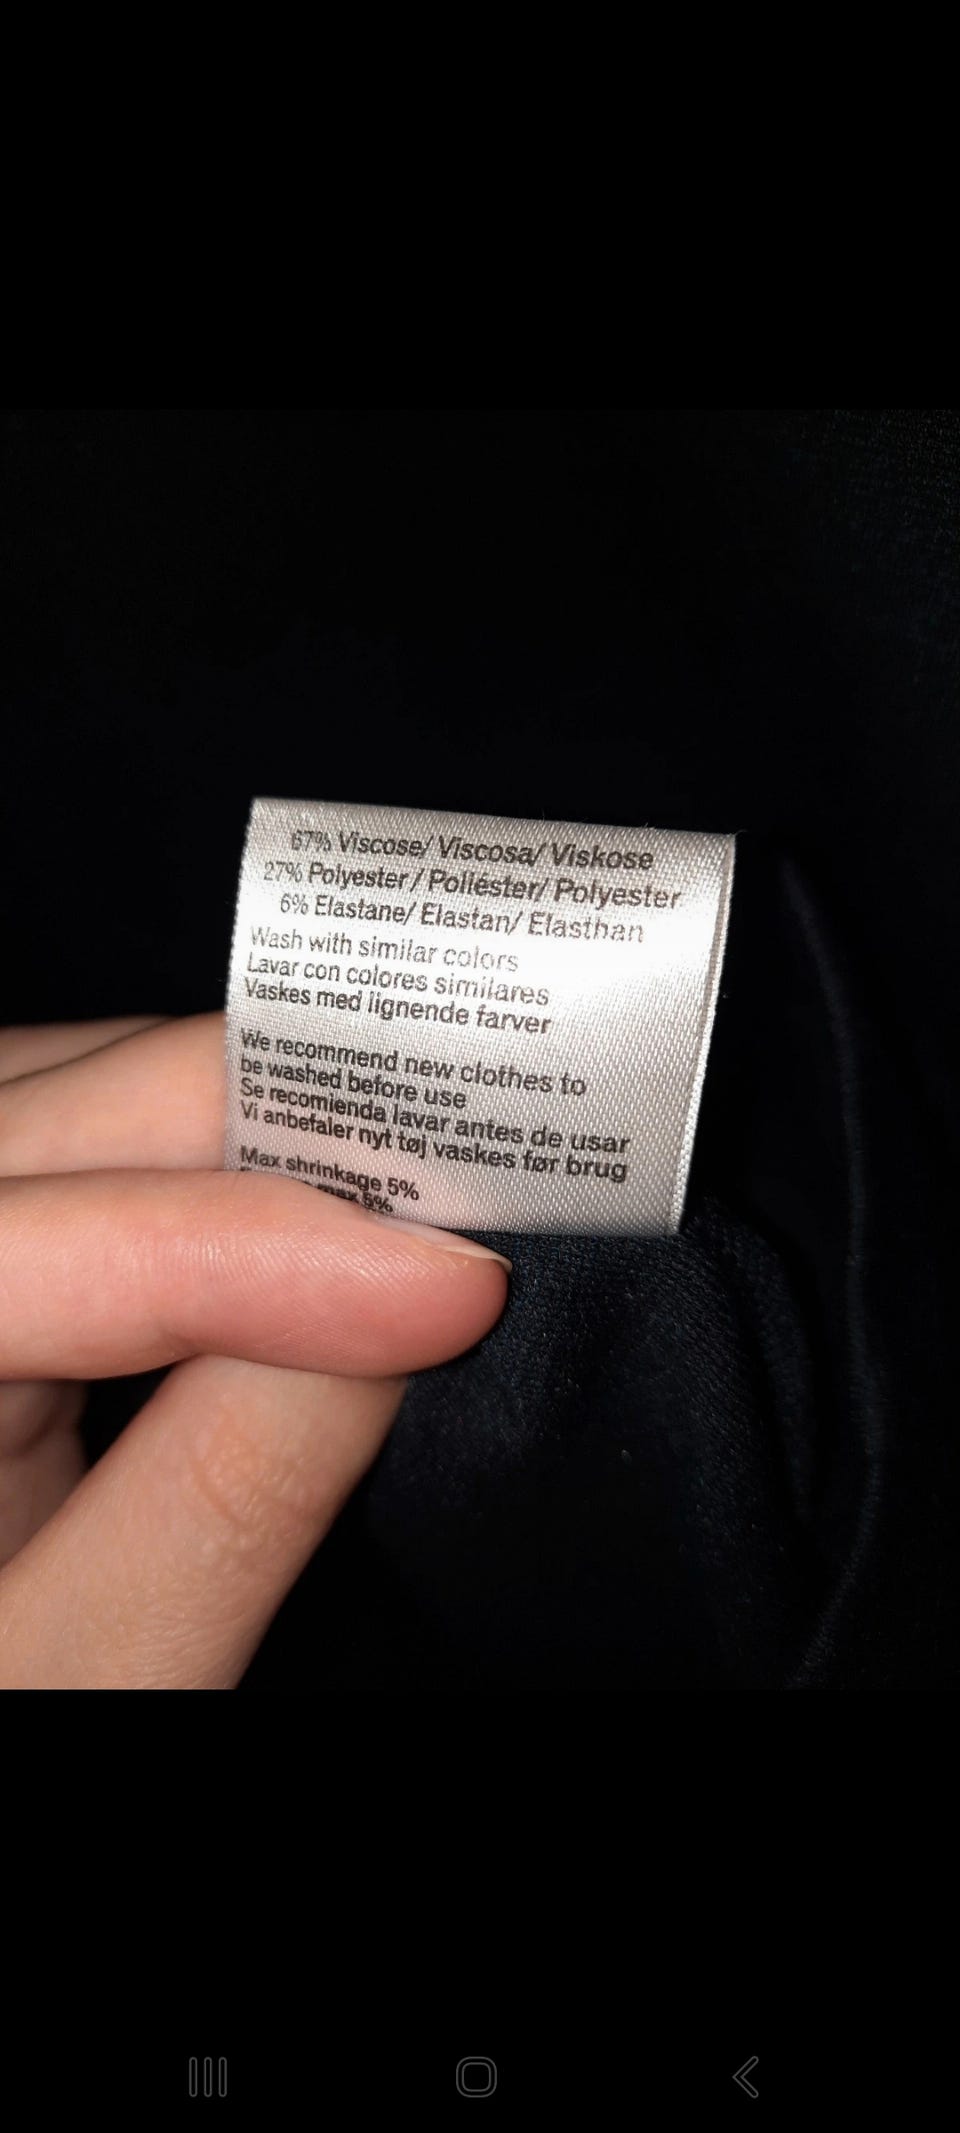 67% Viscose/ Viscosa/ Viskose
27% Polyester / Poliéster/ Polyester
6% Elastane/ Elastan/ Elasthan
Wash with similar colors
Lavar con colores similares
Vaskes med lignende farver
We recommend new clothes to
be washed before use
Se recomienda lavar antes de usar
Vi anbefaler nyt tøj vaskes før brug
Max shrinkage 5%
max 5%